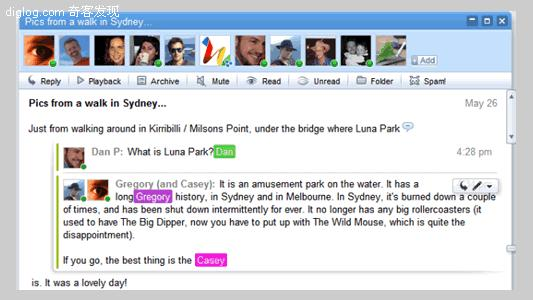 diglog.com 奇客发现
Pics from a walk in Sydney...
Add
Reply Playback Archive Mute Read Unread Folder Spam!
Pics from a walk in Sydney... May 26
Just from walking around in Kirribilli / Milsons Point, under the bridge where Luna Park
Dan P: What is Luna Park? Dan 4:28 pm
Gregory (and Casey): It is an amusement park on the water. It has a
long Gregory history, in Sydney and in Melbourne. In Sydney, it's burned down a couple
of times, and has been shut down intermittently for ever. It no longer has any big rollercoasters (it
used to have The Big Dipper, now you have to put up with The Wild Mouse, which is quite the
disappointment).
If you go, the best thing is the Casey
is. It was a lovely day!